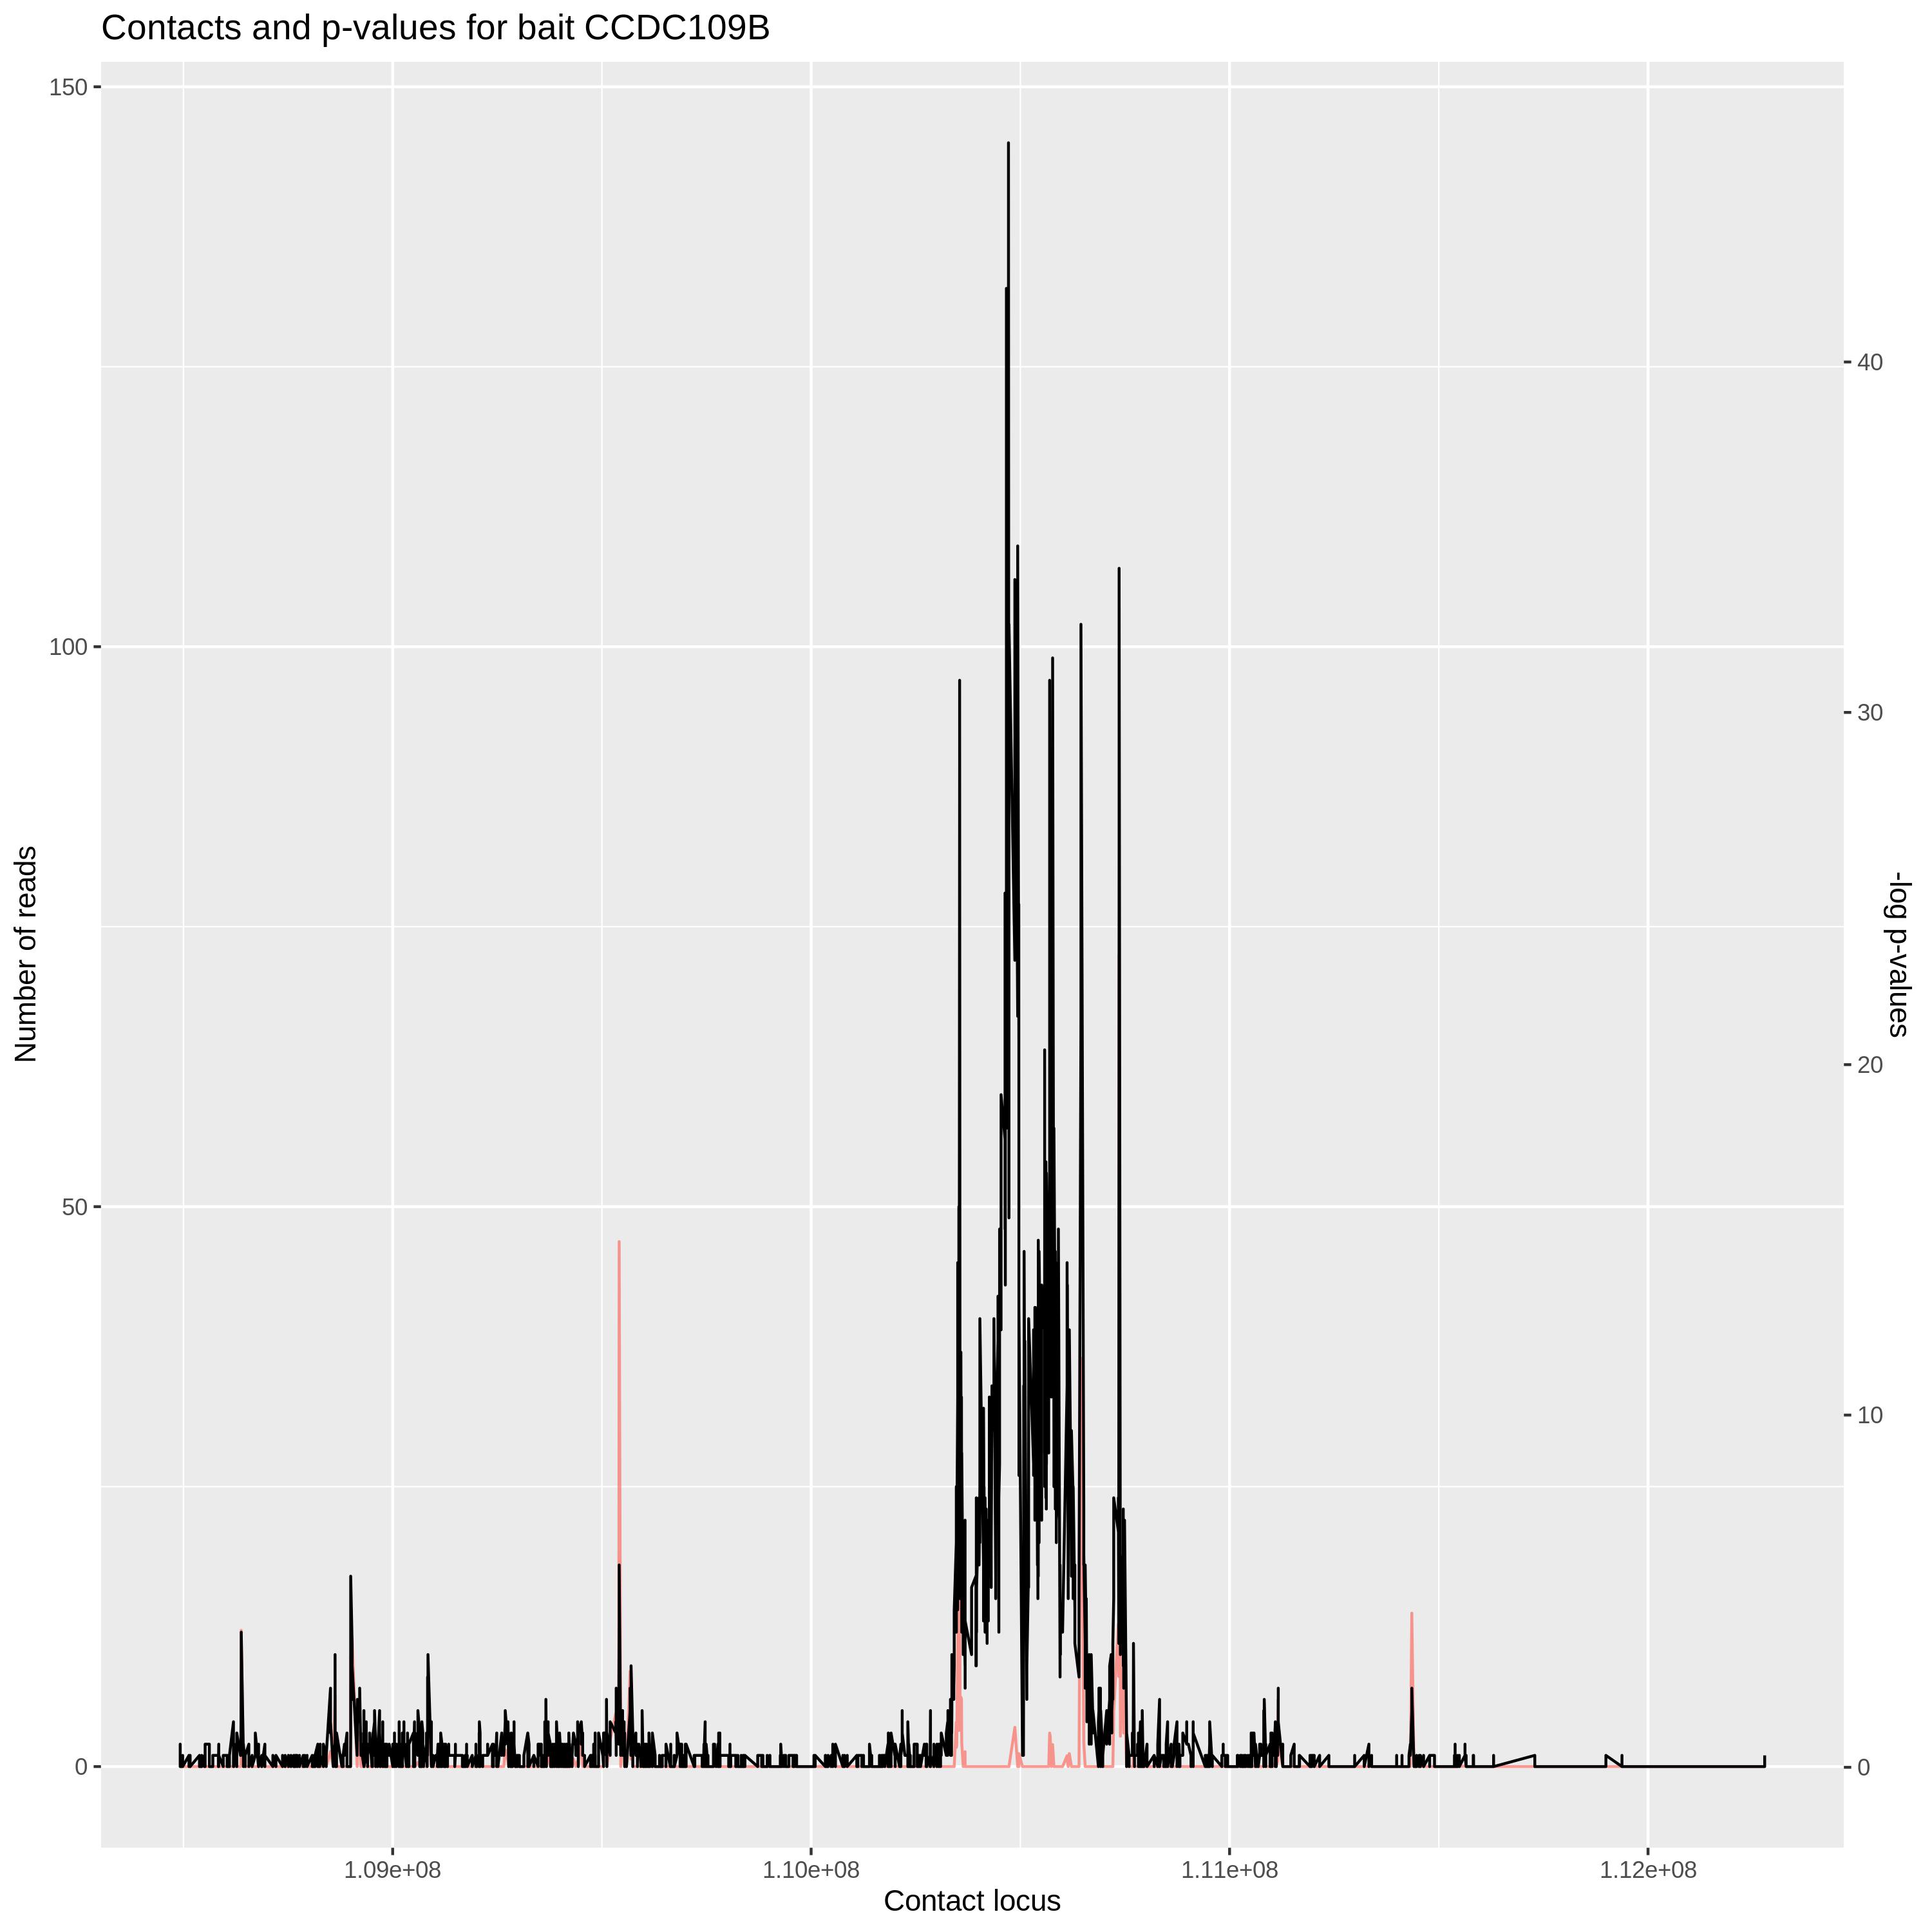 Contacts and p-values for bait CCDC109B
150
100
50
0
Number of reads
40
30
20
10
0
-log p-values
1.09e+08
1.10e+08
1.11e+08
1.12e+08
Contact locus